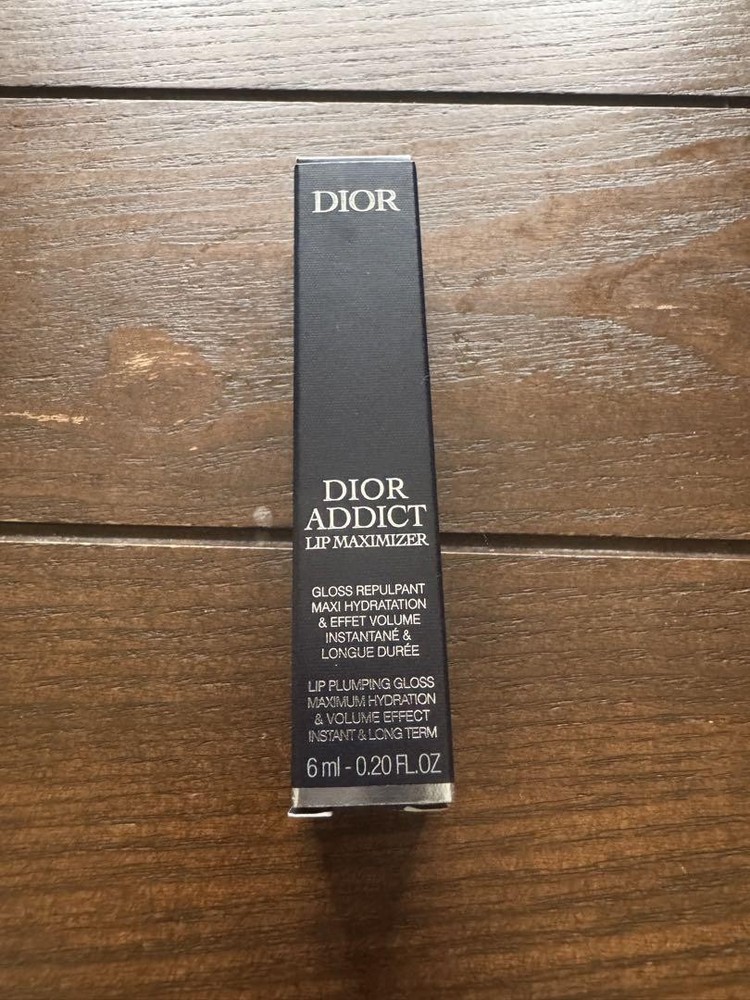 DIOR
DIOR
ADDICT
LIP MAXIMIZER
GLOSS REPULPANT
MAXI HYDRATATION
& EFFET VOLUME
INSTANTANÉ &
LONGUE DURÉE
LIP PLUMPING GLOSS
MAXIMUM HYDRATION
& VOLUME EFFECT
INSTANT & LONG TERM
6 ml - 0.20 FL.OZ